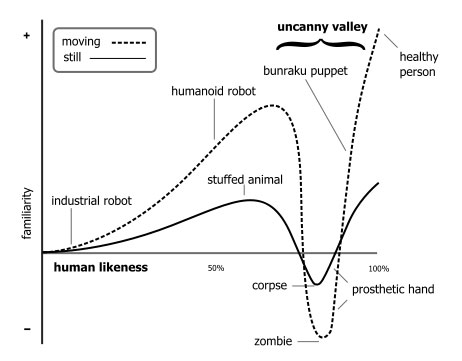 +
uncanny valley
moving
still
healthy
person
bunraku puppet
humanoid robot
stuffed animal
industrial robot
familiarity
human likeness
50%
100%
corpse
prosthetic hand
zombie
–